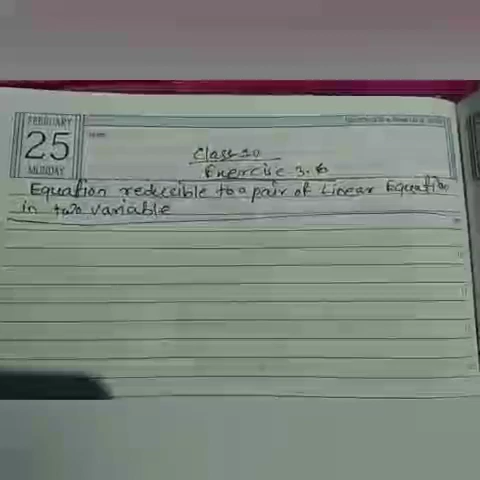 FEBRUARY
25
MONDAY
Class 10
Exercise 3.6
Equation reducible to a pair of Linear Equation
in two variable